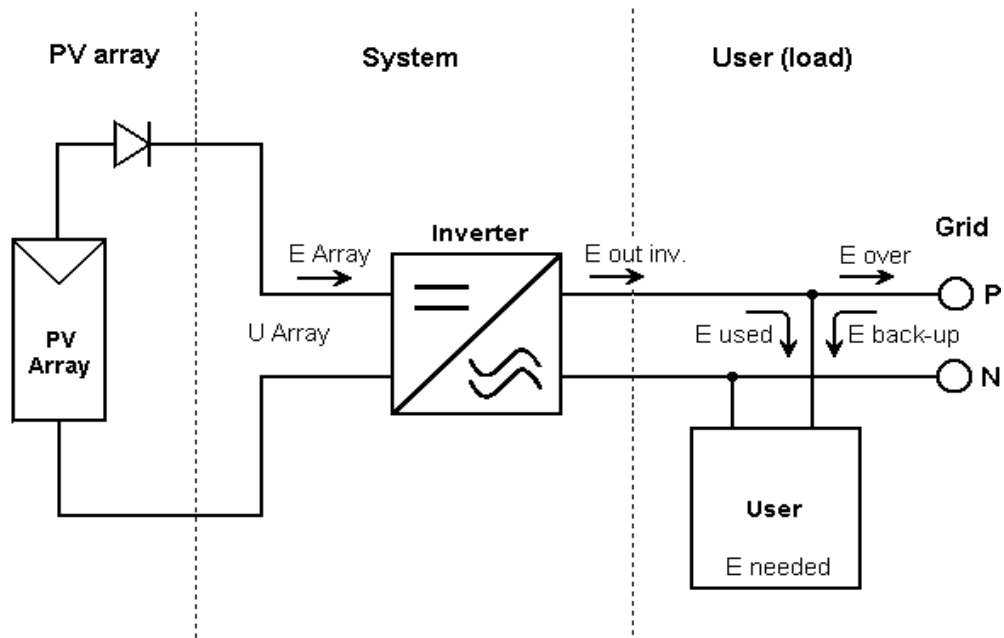 PV array
System
User (load)
Inverter
Grid
E Array
E out inv.
E over
P
U Array
E used
E back-up
PV
Array
N
User
E needed